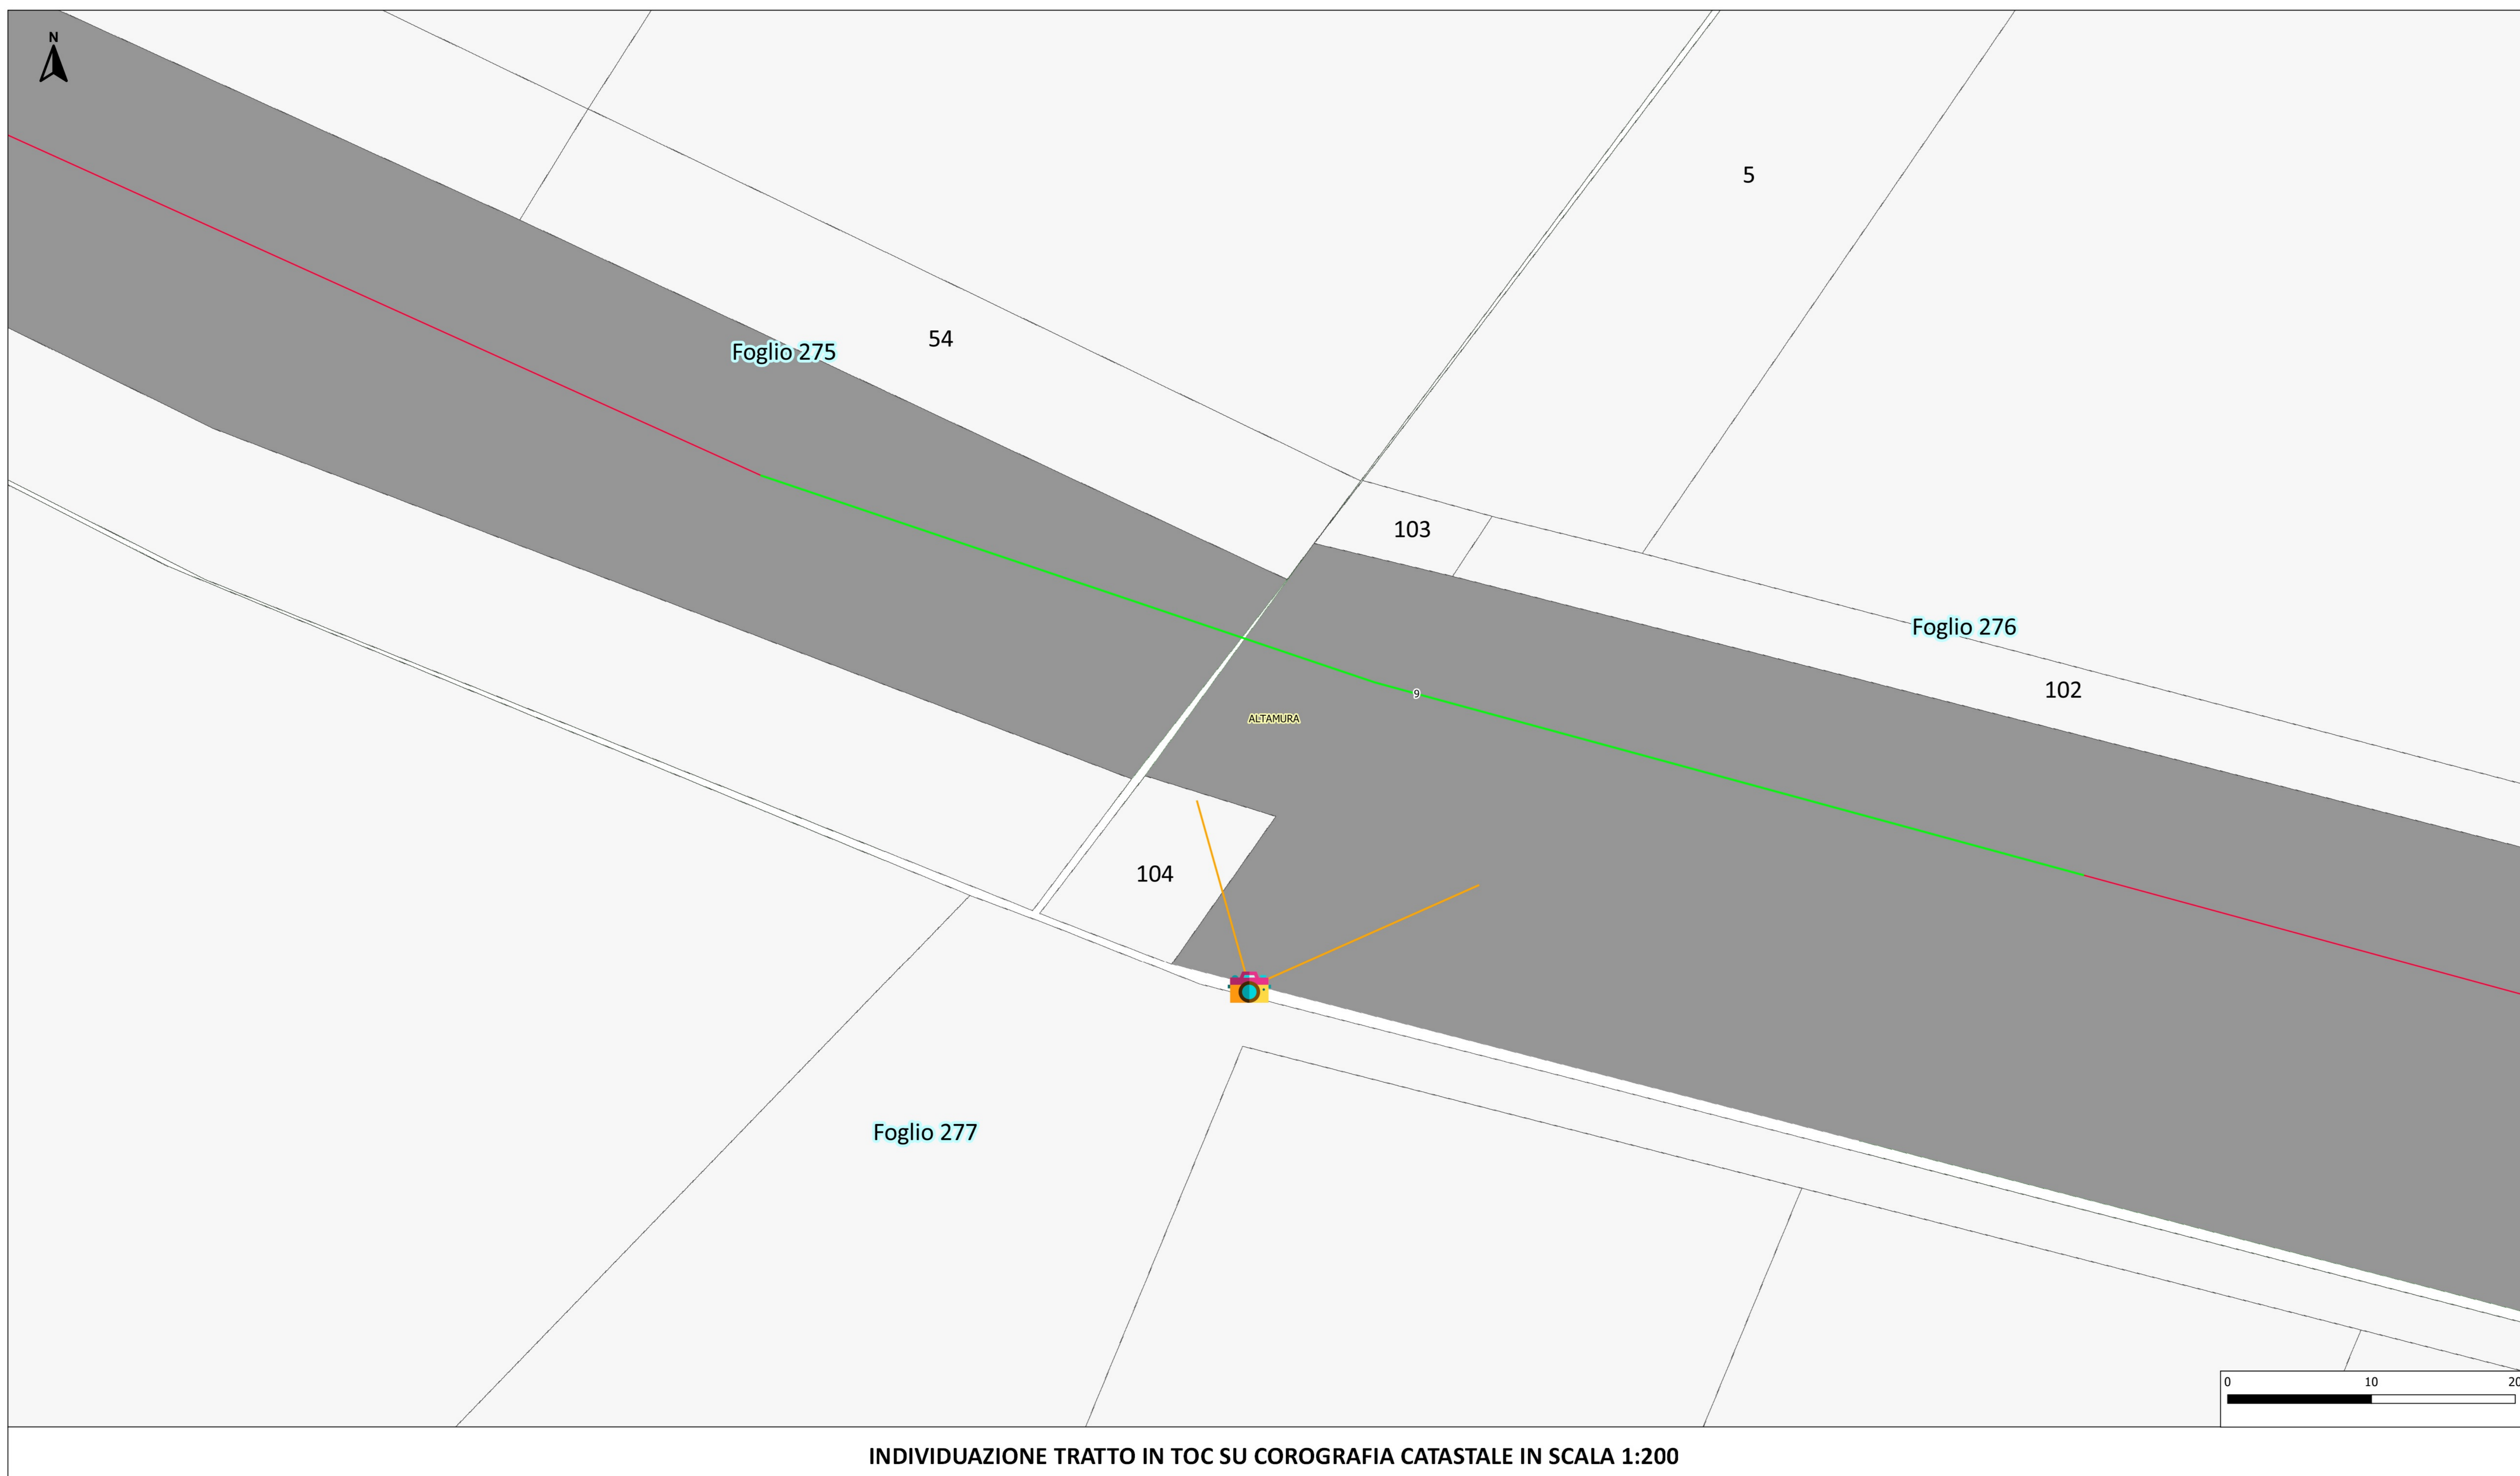 N
5
54
Foglio 275
103
Foglio 276
102
9
ALTAMURA
104
Foglio 277
0 10 20
INDIVIDUAZIONE TRATTO IN TOC SU COROGRAFIA CATASTALE IN SCALA 1:200